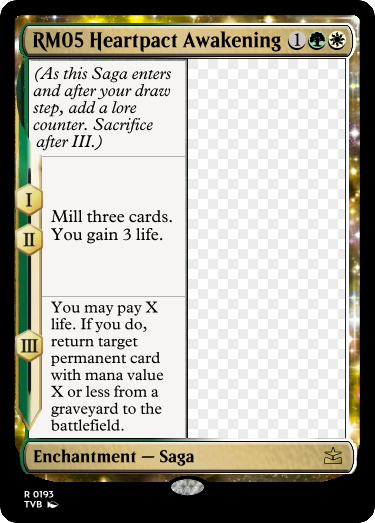 RM05 Heartpact Awakening 1
(As this Saga enters
and after your draw
step, add a lore
counter. Sacrifice
after III.)
I
Mill three cards.
II
You gain 3 life.
You may pay X
life. If you do,
return target
III
permanent card
with mana value
X or less from a
graveyard to the
battlefield.
Enchantment — Saga
R 0193
TVB